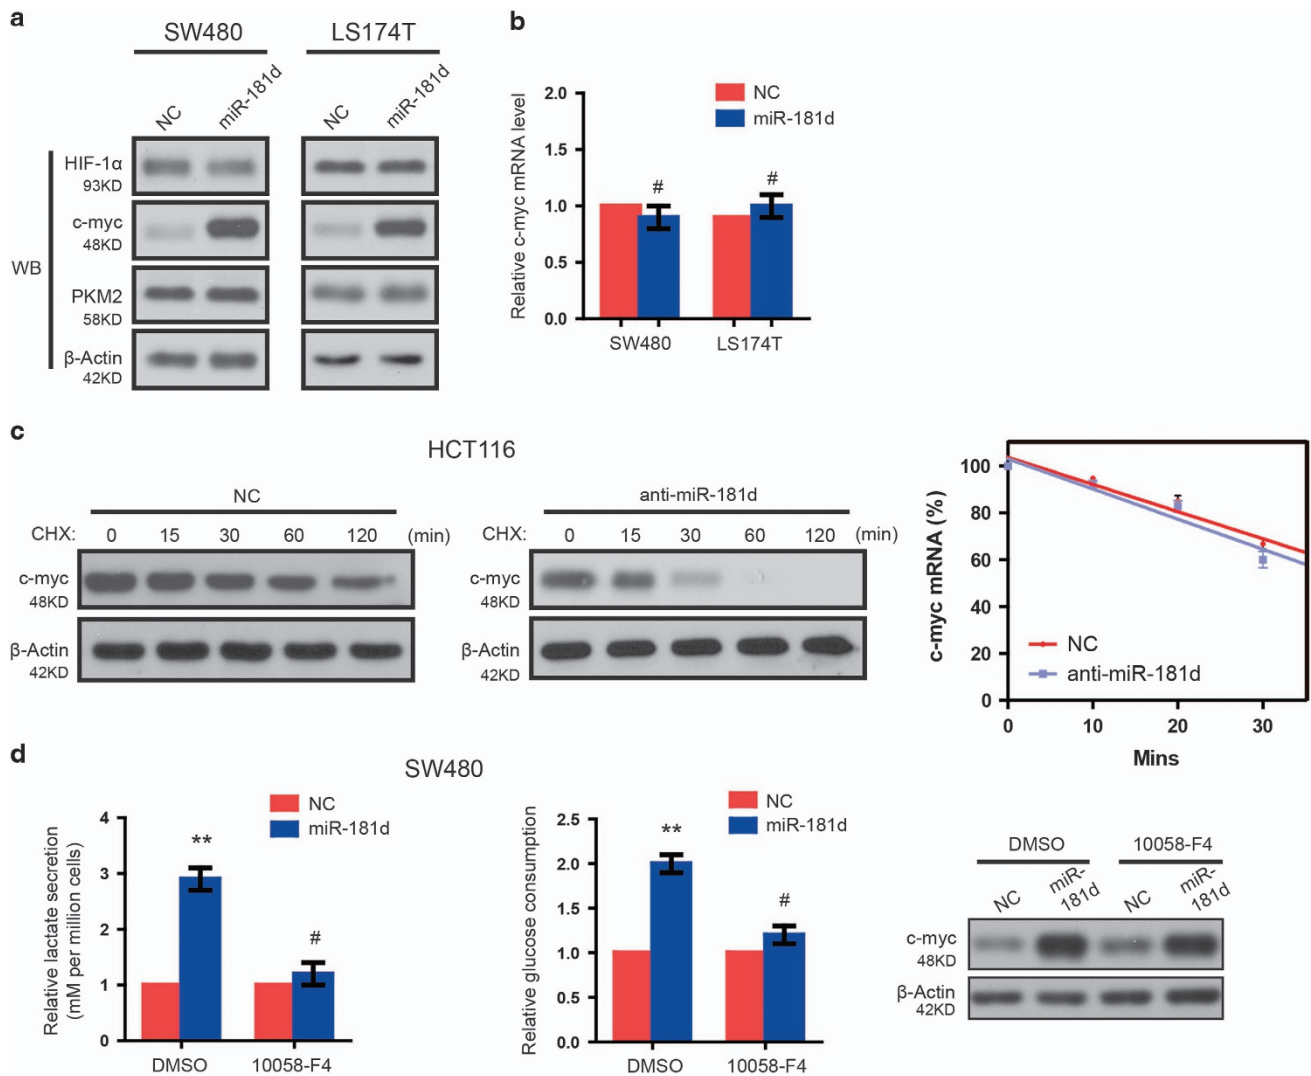 a
SW480
LS174T
NC
miR-181d
NC
miR-181d
WB
HIF-1α
93KD
c-myc
48KD
PKM2
58KD
β-Actin
42KD
b
Relative c-myc mRNA level
2.0
1.5
1.0
0.5
0.0
NC
miR-181d
#
#
SW480
LS174T
c
HCT116
NC
CHX: 0 15 30 60 120 (min)
c-myc
48KD
β-Actin
42KD
anti-miR-181d
0 15 30 60 120 (min)
c-myc
48KD
β-Actin
42KD
c-myc mRNA (%)
100
80
60
40
20
0
NC
anti-miR-181d
0 10 20 30
Mins
d
SW480
Relative lactate secretion
(mM per million cells)
4
3
2
1
0
NC
miR-181d
**
#
DMSO
10058-F4
Relative glucose consumption
2.5
2.0
1.5
1.0
0.5
0.0
NC
miR-181d
**
#
DMSO
10058-F4
DMSO
10058-F4
NC
miR-
181d
NC
miR-
181d
c-myc
48KD
β-Actin
42KD